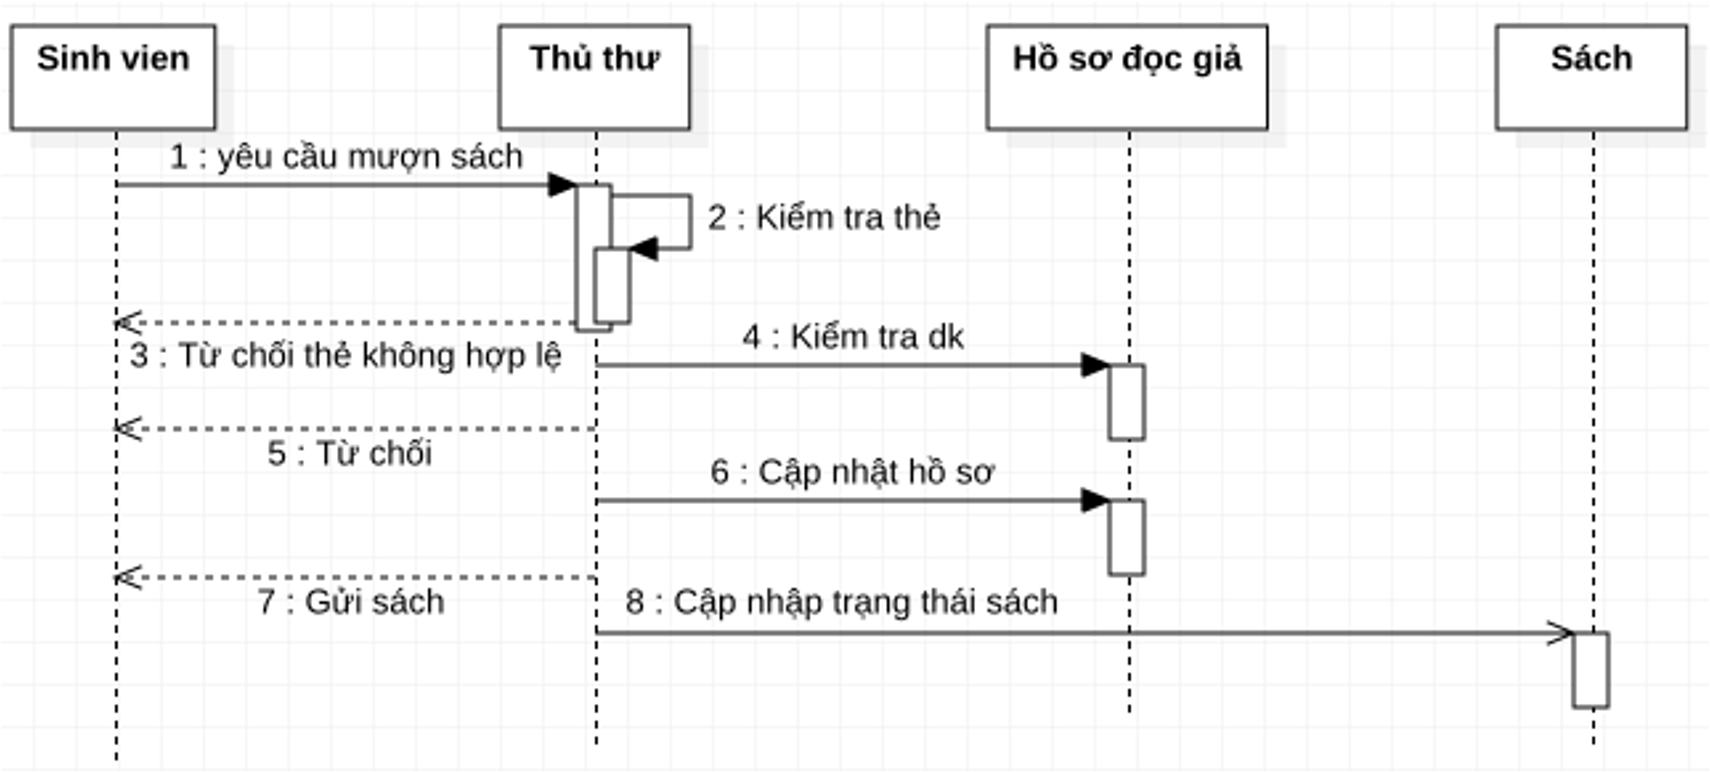 Sinh vien
Thủ thư
Hồ sơ đọc giả
Sách
1 : yêu cầu mượn sách
2 : Kiểm tra thẻ
3 : Từ chối thẻ không hợp lệ
4 : Kiểm tra dk
5 : Từ chối
6 : Cập nhật hồ sơ
7 : Gửi sách
8 : Cập nhập trạng thái sách